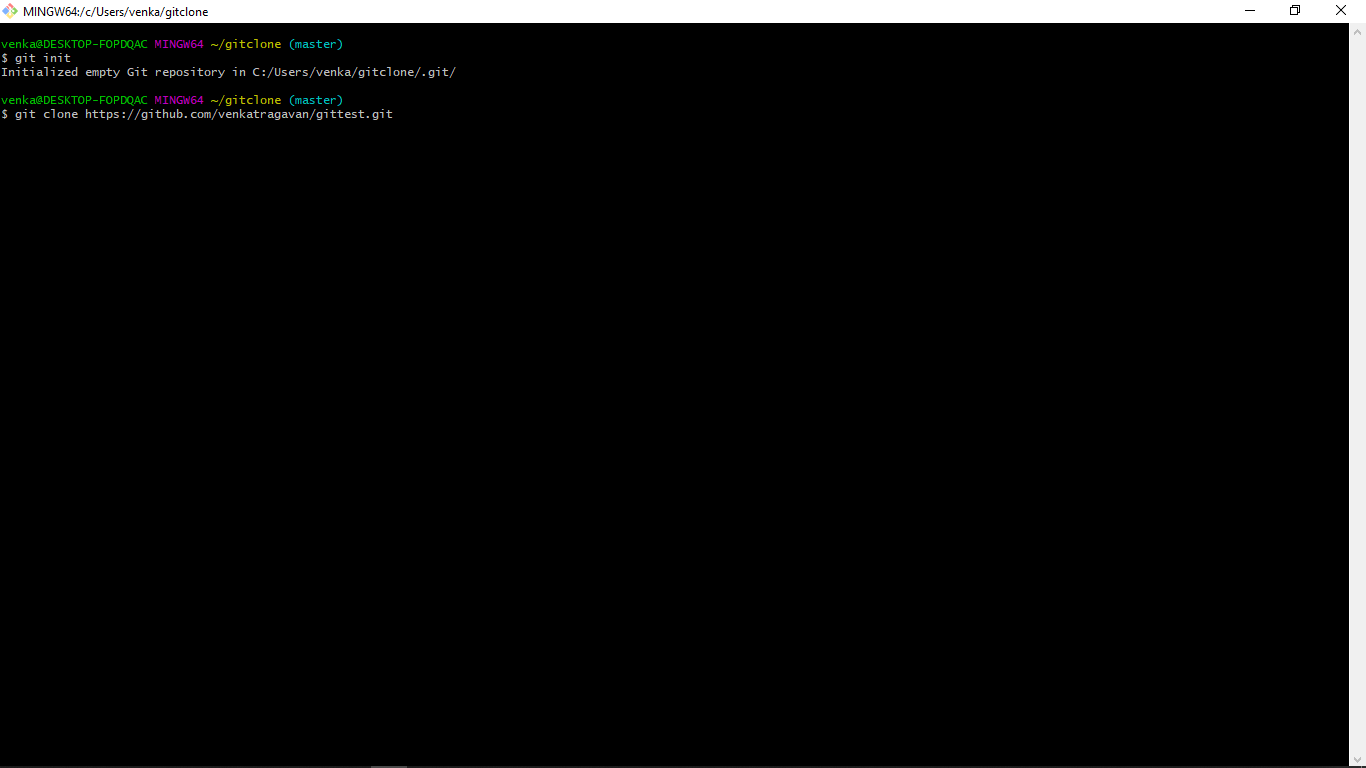 MINGW64:/c/Users/venka/gitclone
venka@DESKTOP-FOPDQAC MINGW64 ~/gitclone (master)
$ git init
Initialized empty Git repository in C:/Users/venka/gitclone/.git/
venka@DESKTOP-FOPDQAC MINGW64 ~/gitclone (master)
$ git clone https://github.com/venkatragavan/gittest.git